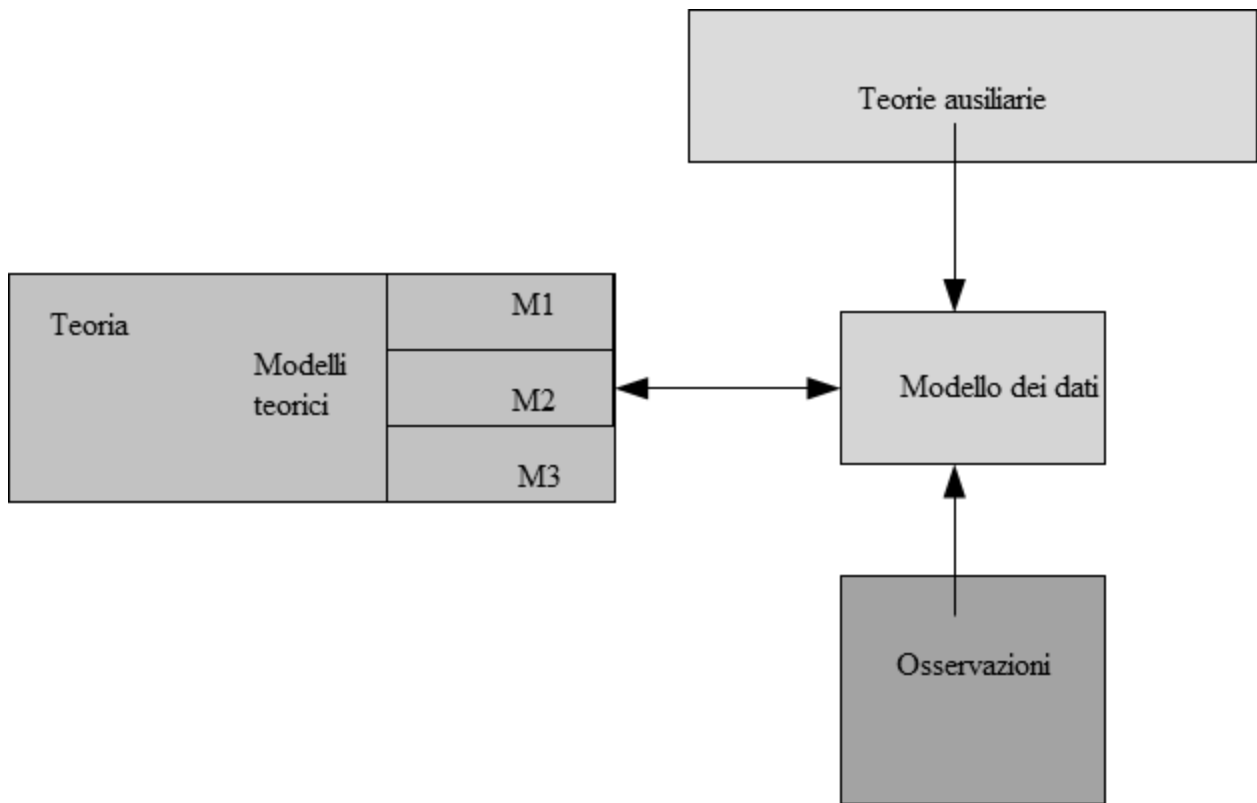 Teorie ausiliarie
Teoria
Modelli
teorici
M1
M2
M3
Modello dei dati
Osservazioni